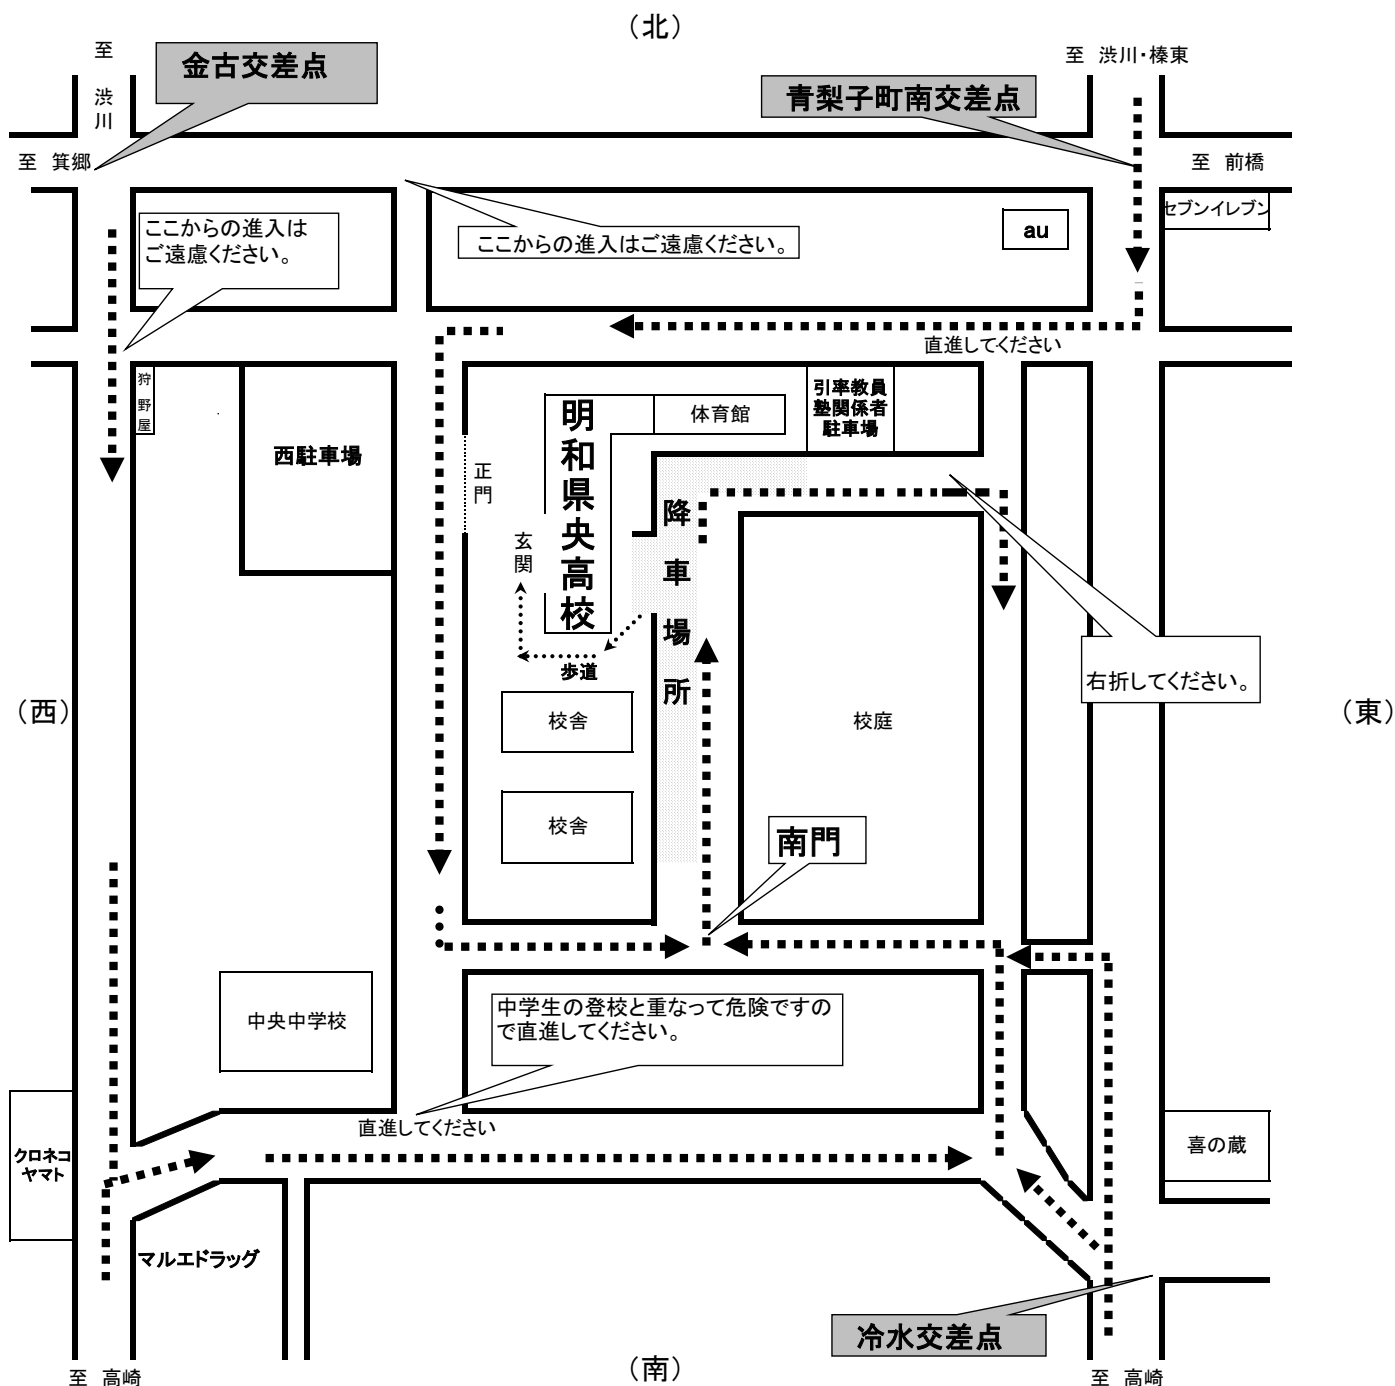 （北）
至
渋
川
金古交差点
至　渋川・榛東
青梨子町南交差点
至　箕郷
至　前橋
セブンイレブン
au
ここからの進入は
ご遠慮ください。
ここからの進入はご遠慮ください。
直進してください
狩
野
屋
西駐車場
正
門
明和県央高校
体育館
引率教員
塾関係者
駐車場
玄
関
降車場所
歩道
右折してください。
（西）
（東）
校舎
校庭
校舎
南門
中央中学校
中学生の登校と重なって危険ですの
で直進してください。
直進してください
クロネコ
ヤマト
喜の蔵
マルエドラッグ
冷水交差点
（南）
至　高崎
至　高崎